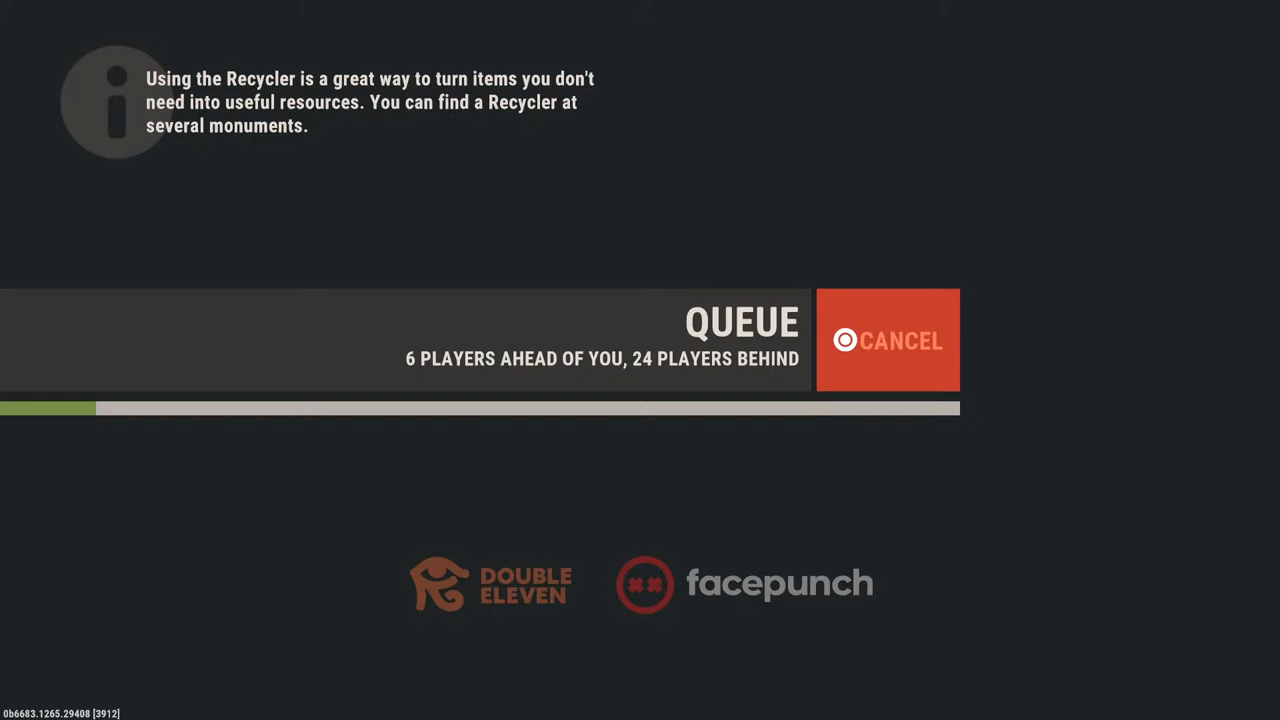 Using the Recycler is a great way to turn items you don't
need into useful resources. You can find a Recycler at
several monuments.
QUEUE
6 PLAYERS AHEAD OF YOU, 24 PLAYERS BEHIND
CANCEL
DOUBLE
ELEVEN
facepunch
0b6683.1265.29408 [3912]